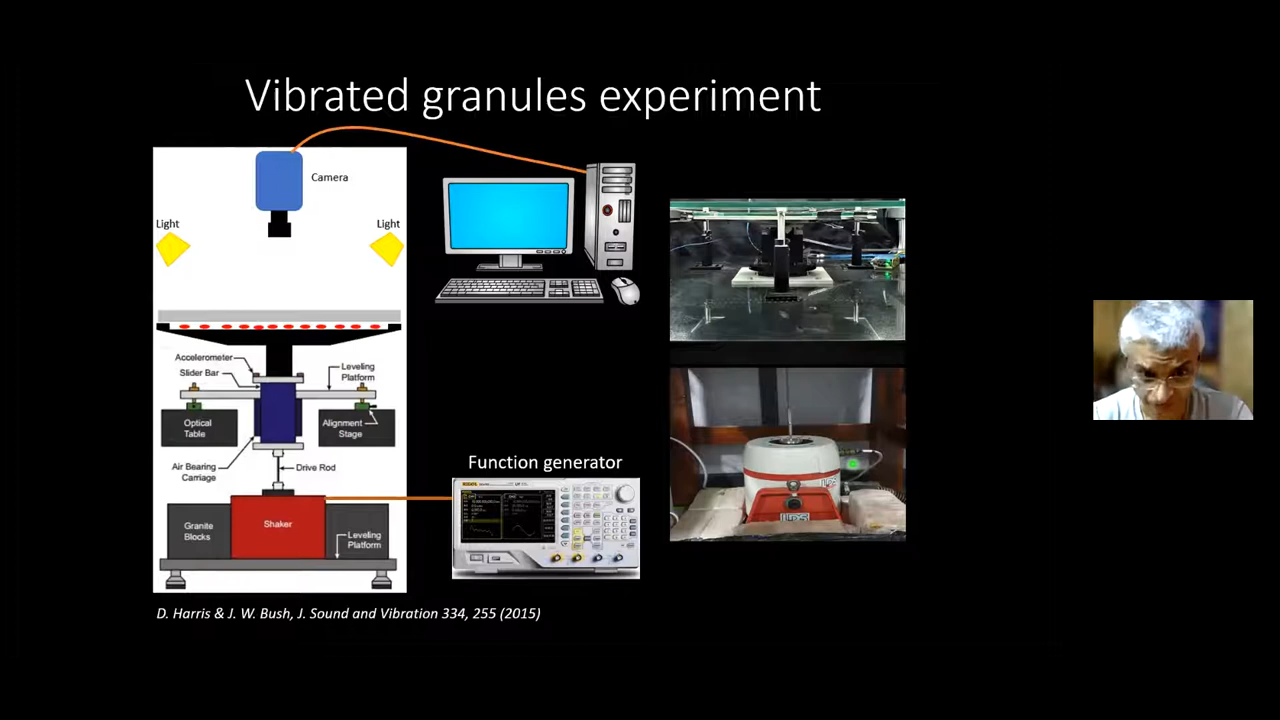 Vibrated granules experiment
Camera
Light
Light
Accelerometer
Slider Bar
Leveling
Platform
Optical
Table
Alignment
Stage
Air Bearing
Carriage
Drive Rod
Function generator
Granite
Blocks
Shaker
Leveling
Platform
LDS
D. Harris & J. W. Bush, J. Sound and Vibration 334, 255 (2015)